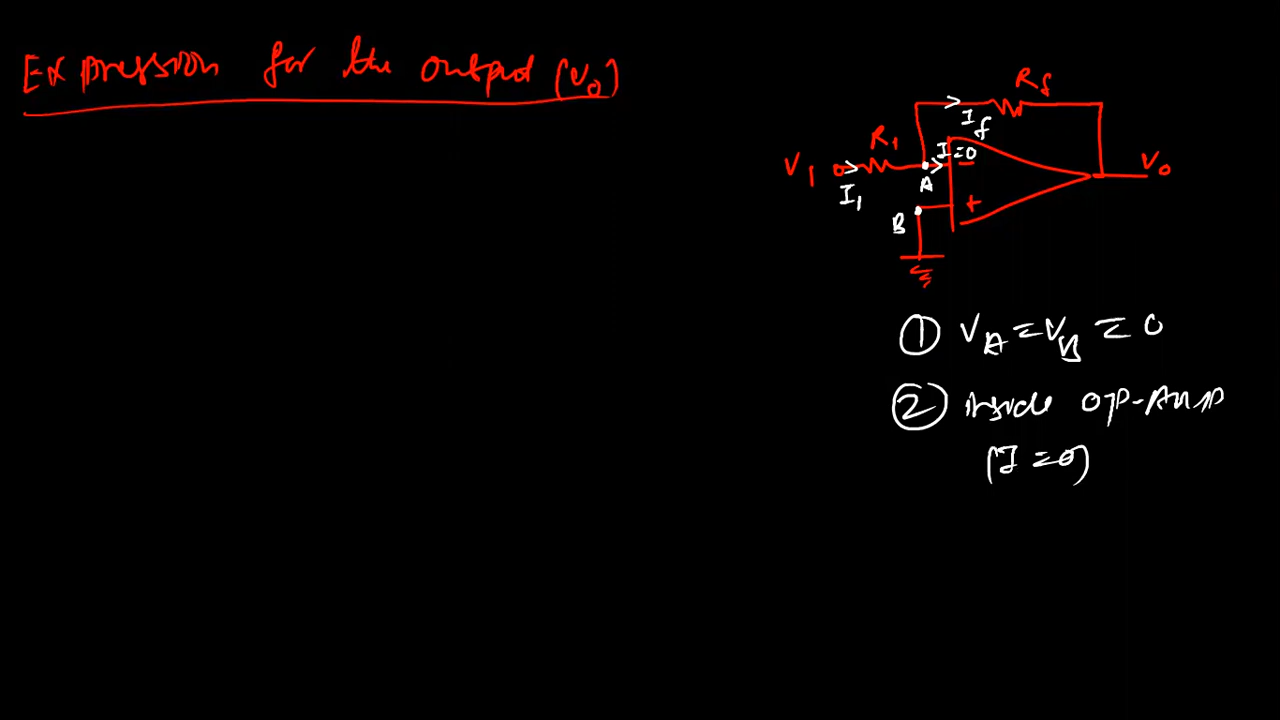 Expression for the output (V₀)
Rf
If
R₁
I=0
V₁
I₁
A
−
V₀
B
+
① VA = VB = 0
② inside OP-Amp
(I=0)